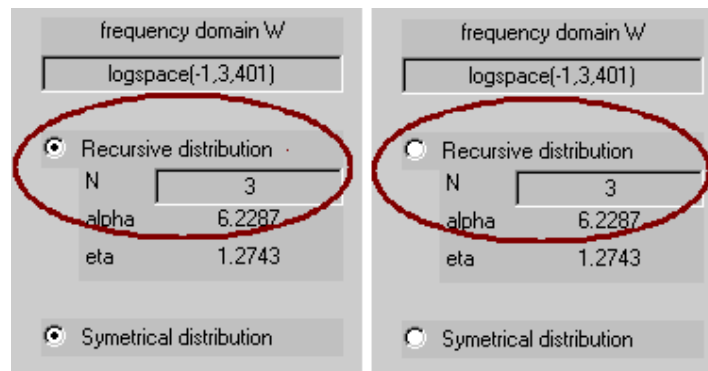 frequency domain W
logspace(-1,3,401)
Recursive distribution
N 3
alpha 6.2287
eta 1.2743
Symetrical distribution
frequency domain W
logspace(-1,3,401)
Recursive distribution
N 3
alpha 6.2287
eta 1.2743
Symetrical distribution